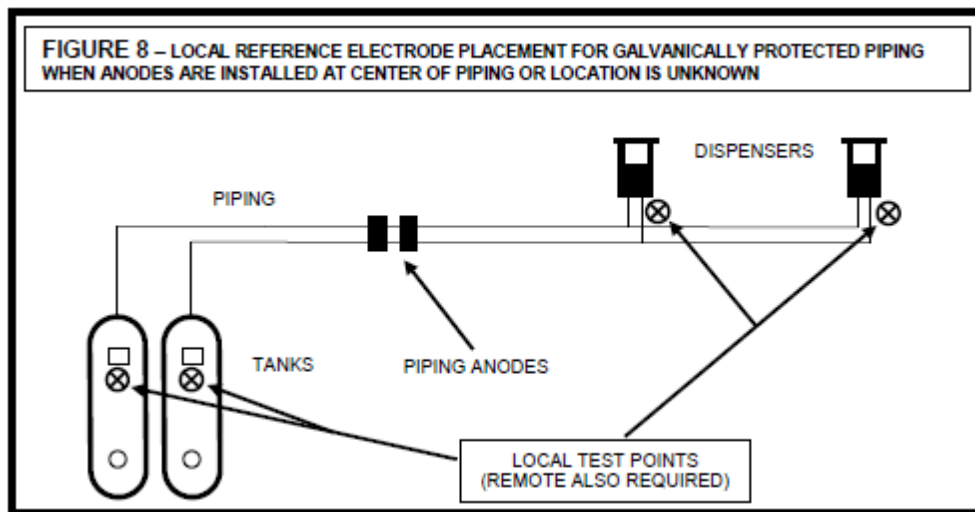 FIGURE 8 – LOCAL REFERENCE ELECTRODE PLACEMENT FOR GALVANICALLY PROTECTED PIPING
WHEN ANODES ARE INSTALLED AT CENTER OF PIPING OR LOCATION IS UNKNOWN
DISPENSERS
PIPING
TANKS
PIPING ANODES
LOCAL TEST POINTS
(REMOTE ALSO REQUIRED)